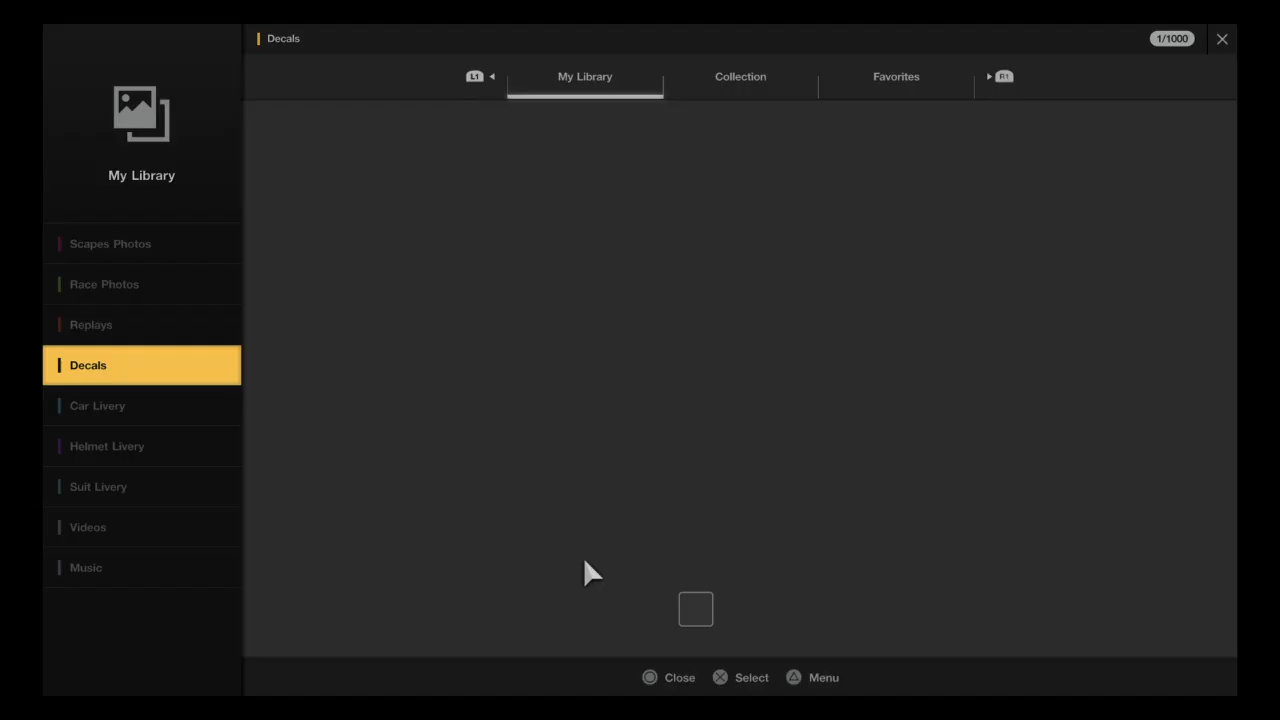 Decals
1/1000
L1
My Library
Collection
Favorites
R1
My Library
Scapes Photos
Race Photos
Replays
Decals
Car Livery
Helmet Livery
Suit Livery
Videos
Music
Close
Select
Menu